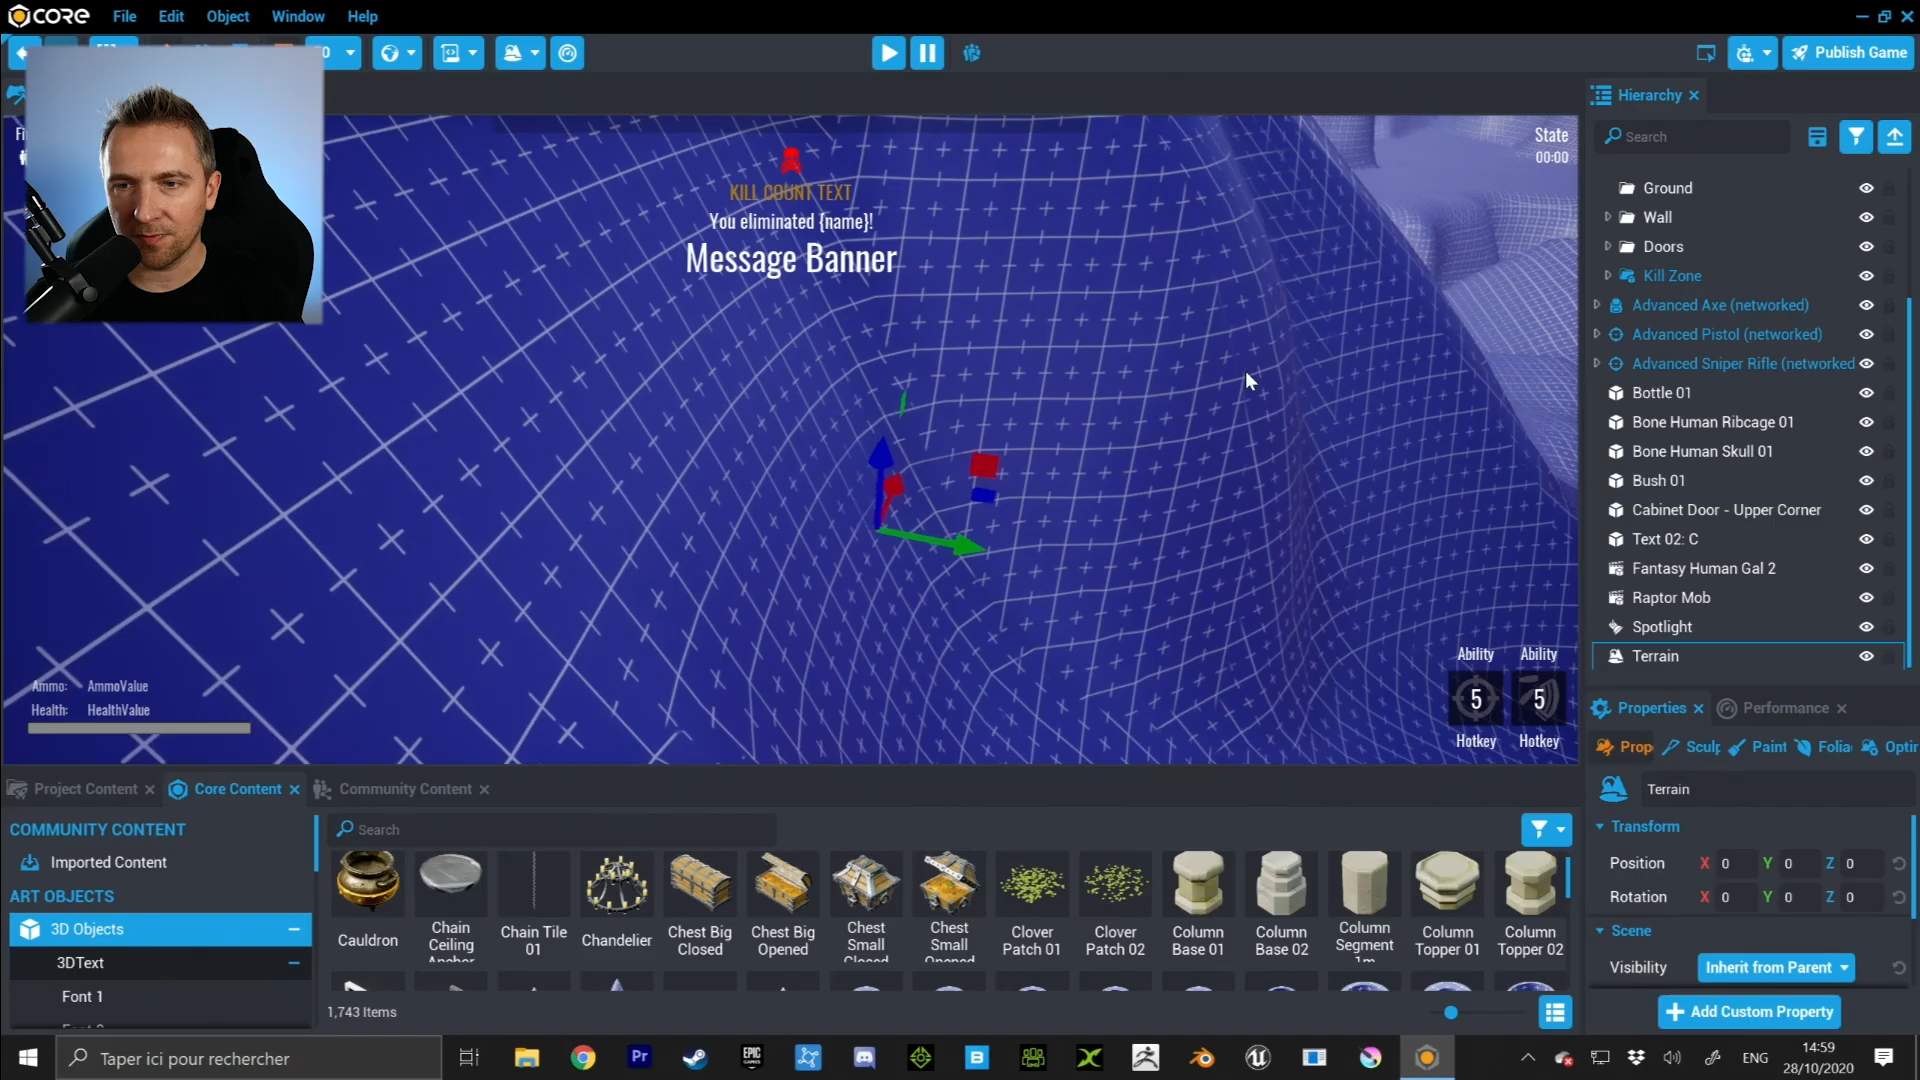 CORE
File
Edit
Object
Window
Help
Publish Game
Hierarchy
Search
State
00:00
KILL COUNT TEXT
You eliminated {name}!
Message Banner
Ground
Wall
Doors
Kill Zone
Advanced Axe (networked)
Advanced Pistol (networked)
Advanced Sniper Rifle (networked
Bottle 01
Bone Human Ribcage 01
Bone Human Skull 01
Bush 01
Cabinet Door - Upper Corner
Text 02: C
Fantasy Human Gal 2
Raptor Mob
Spotlight
Terrain
Ability
Ability
5
5
Hotkey
Hotkey
Ammo: AmmoValue
Health: HealthValue
Properties
Performance
Prop
Sculp
Paint
Folia
Optin
Terrain
Transform
Position X 0 Y 0 Z 0
Rotation X 0 Y 0 Z 0
Scene
Visibility Inherit from Parent
Add Custom Property
Project Content
Core Content
Community Content
COMMUNITY CONTENT
Imported Content
ART OBJECTS
3D Objects
3DText
Font 1
Search
Cauldron
Chain
Ceiling
Anchor
Chain Tile
01
Chandelier
Chest Big
Closed
Chest Big
Opened
Chest
Small
Closed
Chest
Small
Opened
Clover
Patch 01
Clover
Patch 02
Column
Base 01
Column
Base 02
Column
Segment
1m
Column
Topper 01
Column
Topper 02
1,743 Items
Taper ici pour rechercher
Pr
EPIC
GAMES
B
ENG
14:59
28/10/2020